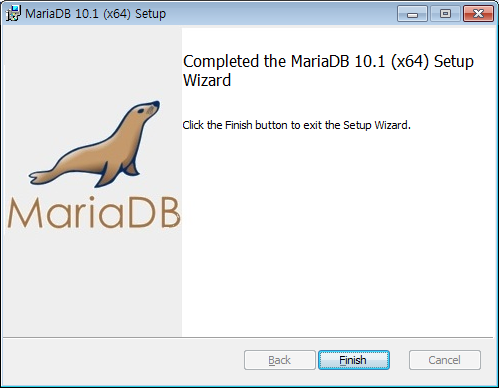 MariaDB 10.1 (x64) Setup
Completed the MariaDB 10.1 (x64) Setup
Wizard
Click the Finish button to exit the Setup Wizard.
MariaDB
Back
Finish
Cancel